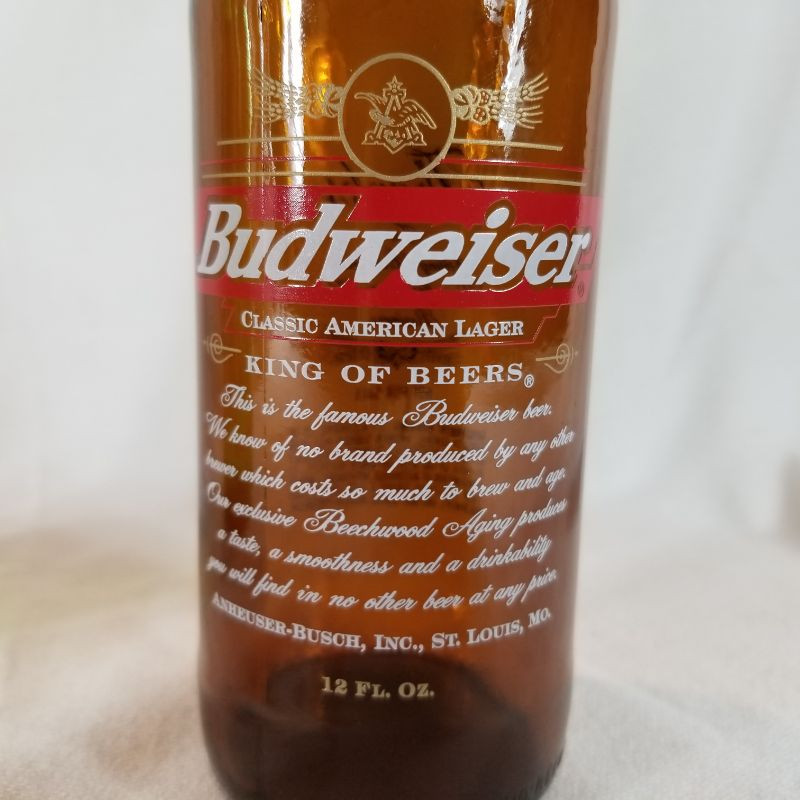 Budweiser®
CLASSIC AMERICAN LAGER
KING OF BEERS®
This is the famous Budweiser beer.
We know of no brand produced by any other
brewer which costs so much to brew and age.
Our exclusive Beechwood Aging produces
a taste, a smoothness and a drinkability
you will find in no other beer at any price.
ANHEUSER-BUSCH, INC., ST. LOUIS, MO.
12 FL. OZ.